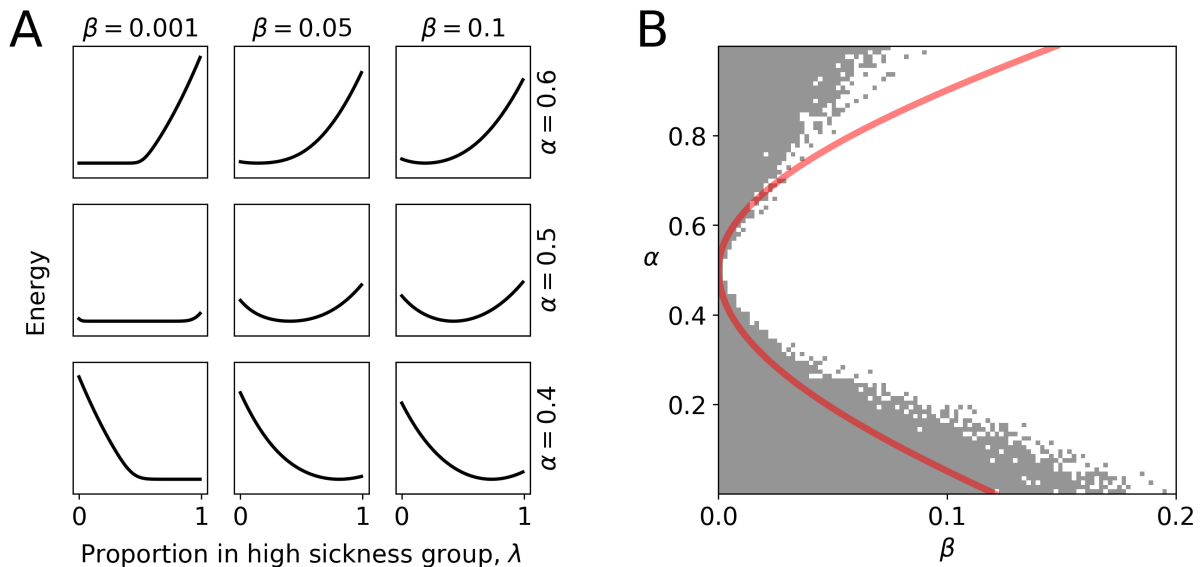 A
β = 0.001
β = 0.05
β = 0.1
α = 0.6
α = 0.5
α = 0.4
Energy
0
1
0
1
0
1
Proportion in high sickness group, λ
B
α
0.8
0.6
0.4
0.2
0.0
0.1
0.2
β